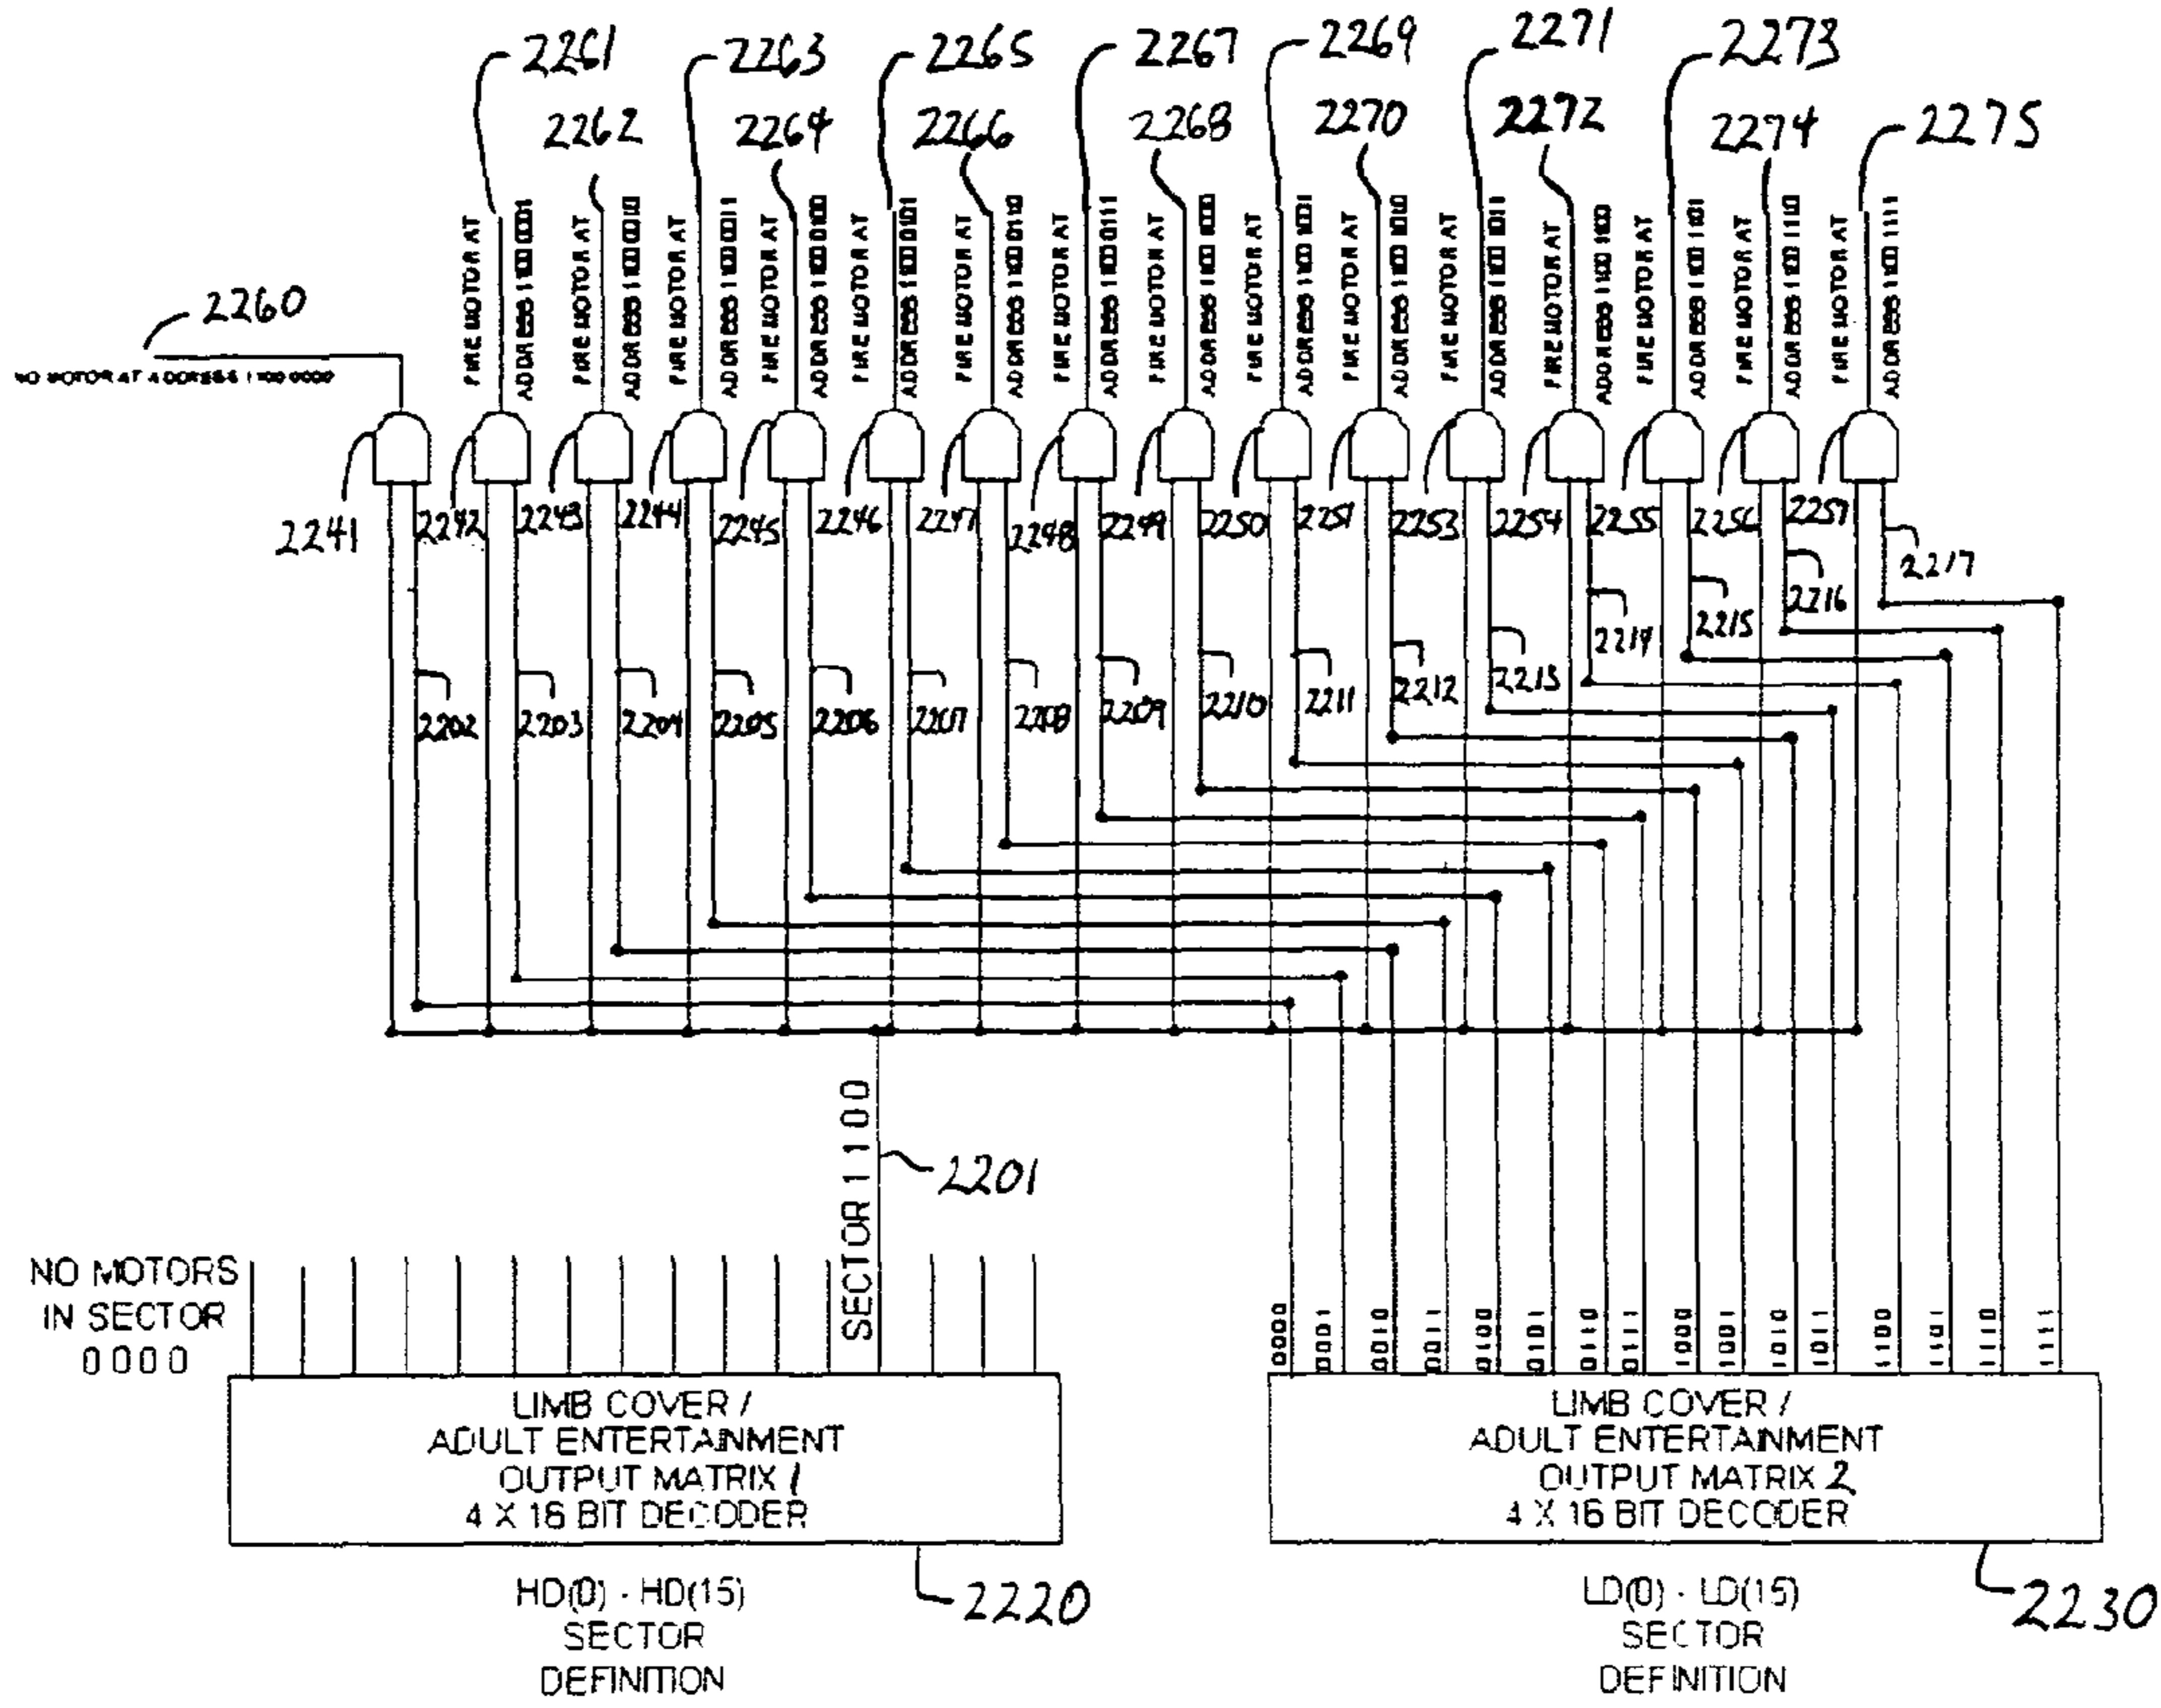 2261 2263 2265 2267 2269 2271 2273
2262 2264 2266 2268 2270 2272 2274 2275
FIRE MOTOR AT
ADDRESS 1100 0001
FIRE MOTOR AT
ADDRESS 1100 0010
FIRE MOTOR AT
ADDRESS 1100 0011
FIRE MOTOR AT
ADDRESS 1100 0100
FIRE MOTOR AT
ADDRESS 1100 0101
FIRE MOTOR AT
ADDRESS 1100 0110
FIRE MOTOR AT
ADDRESS 1100 0111
FIRE MOTOR AT
ADDRESS 1100 1000
FIRE MOTOR AT
ADDRESS 1100 1001
FIRE MOTOR AT
ADDRESS 1100 1010
FIRE MOTOR AT
ADDRESS 1100 1011
FIRE MOTOR AT
ADDRESS 1100 1100
FIRE MOTOR AT
ADDRESS 1100 1101
FIRE MOTOR AT
ADDRESS 1100 1110
FIRE MOTOR AT
ADDRESS 1100 1111
2260
NO MOTOR AT ADDRESS 1100 0000
2241 2242 2243 2244 2245 2246 2247 2248 2249 2250 2251 2253 2254 2255 2256 2257
2217
2216
2215
2214
2202 2203 2204 2205 2206 2207 2208 2209 2210 2211 2212 2213
SECTOR 1100
2201
NO MOTORS
IN SECTOR
0000
0000 0001 0010 0011 0100 0101 0110 0111 1000 1001 1010 1011 1100 1101 1110 1111
LIMB COVER /
ADULT ENTERTAINMENT
OUTPUT MATRIX 1
4 X 16 BIT DECODER
LIMB COVER /
ADULT ENTERTAINMENT
OUTPUT MATRIX 2
4 X 16 BIT DECODER
HD(0) - HD(15)
SECTOR
DEFINITION
2220
LD(0) - LD(15)
SECTOR
DEFINITION
2230